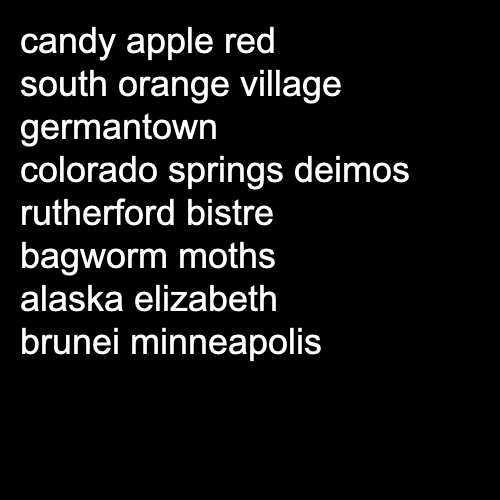 candy apple red
south orange village
germantown
colorado springs deimos
rutherford bistre
bagworm moths
alaska elizabeth
brunei minneapolis